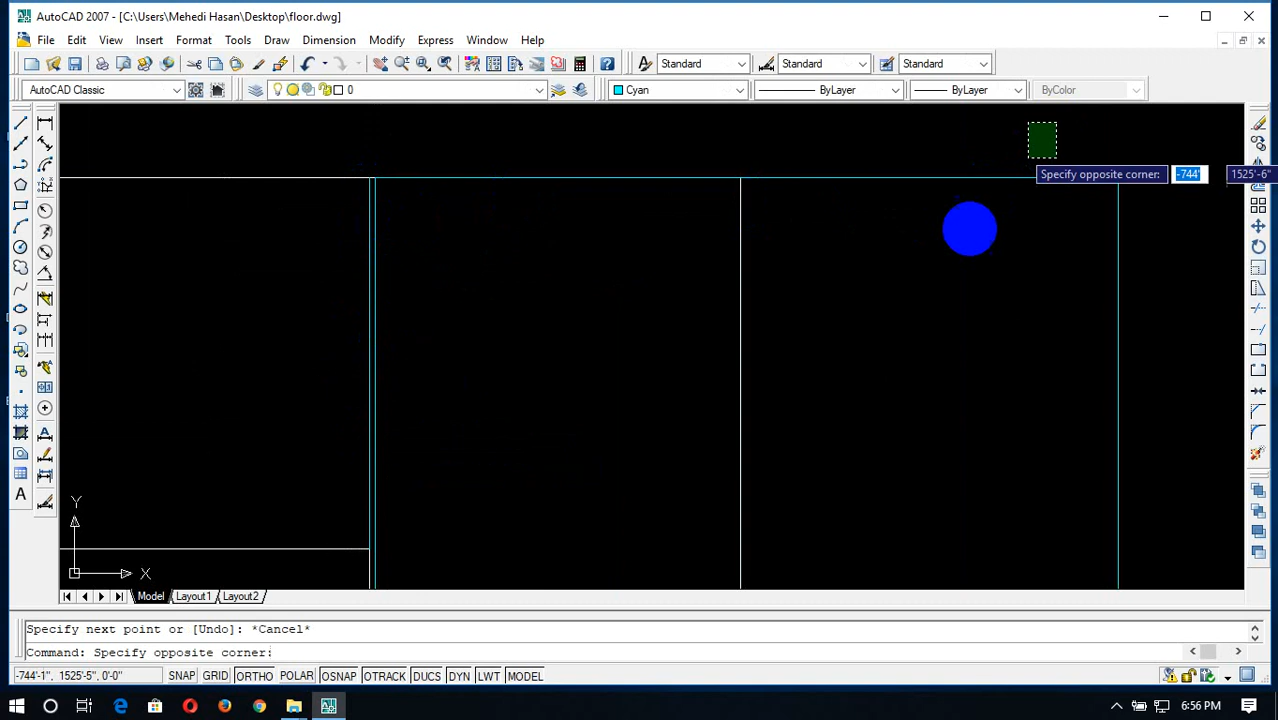 AutoCAD 2007 - [C:\Users\Mehedi Hasan\Desktop\floor.dwg]
File Edit View Insert Format Tools Draw Dimension Modify Express Window Help
Standard Standard Standard
AutoCAD Classic 0 Cyan ByLayer ByLayer ByColor
Specify opposite corner: -744' 1525'-6"
Y
X
Model Layout1 Layout2
Specify next point or [Undo]: *Cancel*
Command: Specify opposite corner:
-744'-1", 1525'-5", 0'-0" SNAP GRID ORTHO POLAR OSNAP OTRACK DUCS DYN LWT MODEL
6:56 PM